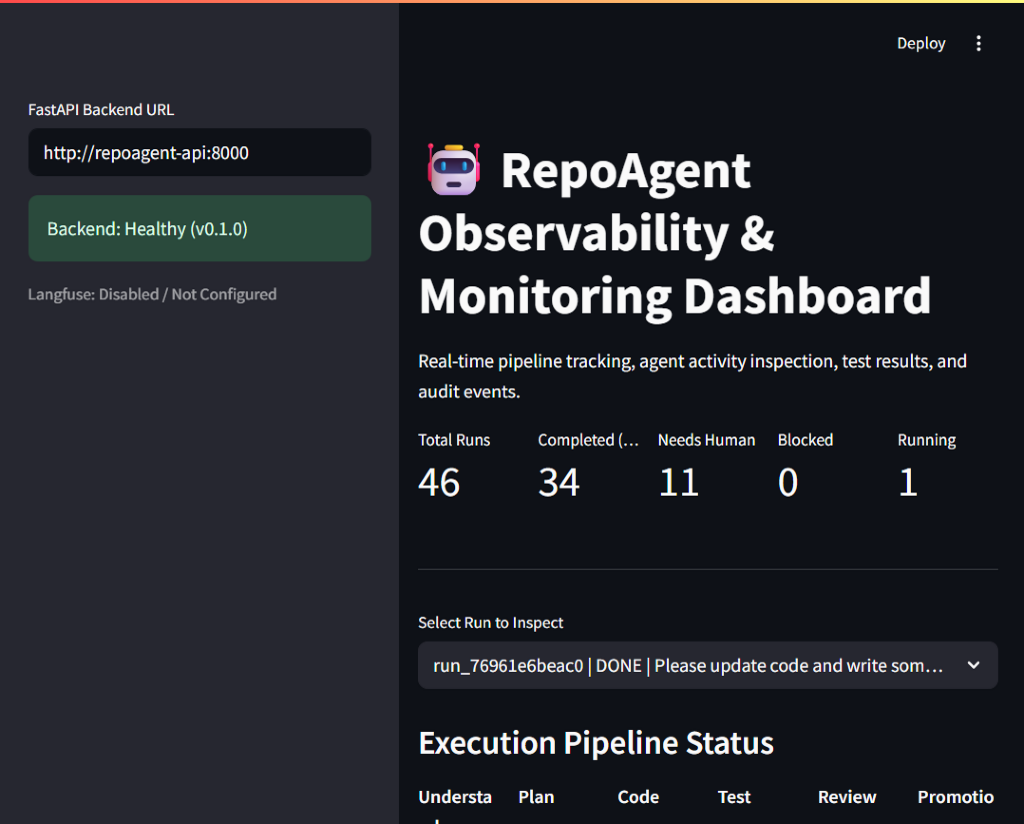 Deploy
FastAPI Backend URL
http://repoagent-api:8000
Backend: Healthy (v0.1.0)
Langfuse: Disabled / Not Configured
RepoAgent
Observability &
Monitoring Dashboard
Real-time pipeline tracking, agent activity inspection, test results, and
audit events.
Total Runs
46
Completed (...
34
Needs Human
11
Blocked
0
Running
1
Select Run to Inspect
run_76961e6beac0 | DONE | Please update code and write som...
Execution Pipeline Status
Understa Plan Code Test Review Promotio